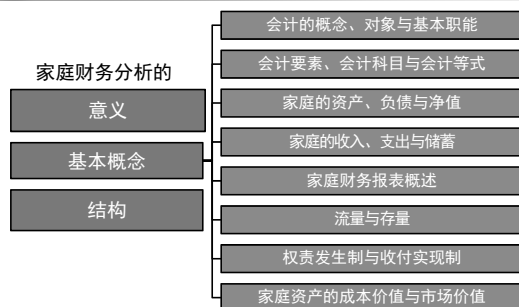 家庭财务分析的
意义
基本概念
结构
会计的概念、对象与基本职能
会计要素、会计科目与会计等式
家庭的资产、负债与净值
家庭的收入、支出与储蓄
家庭财务报表概述
流量与存量
权责发生制与收付实现制
家庭资产的成本价值与市场价值